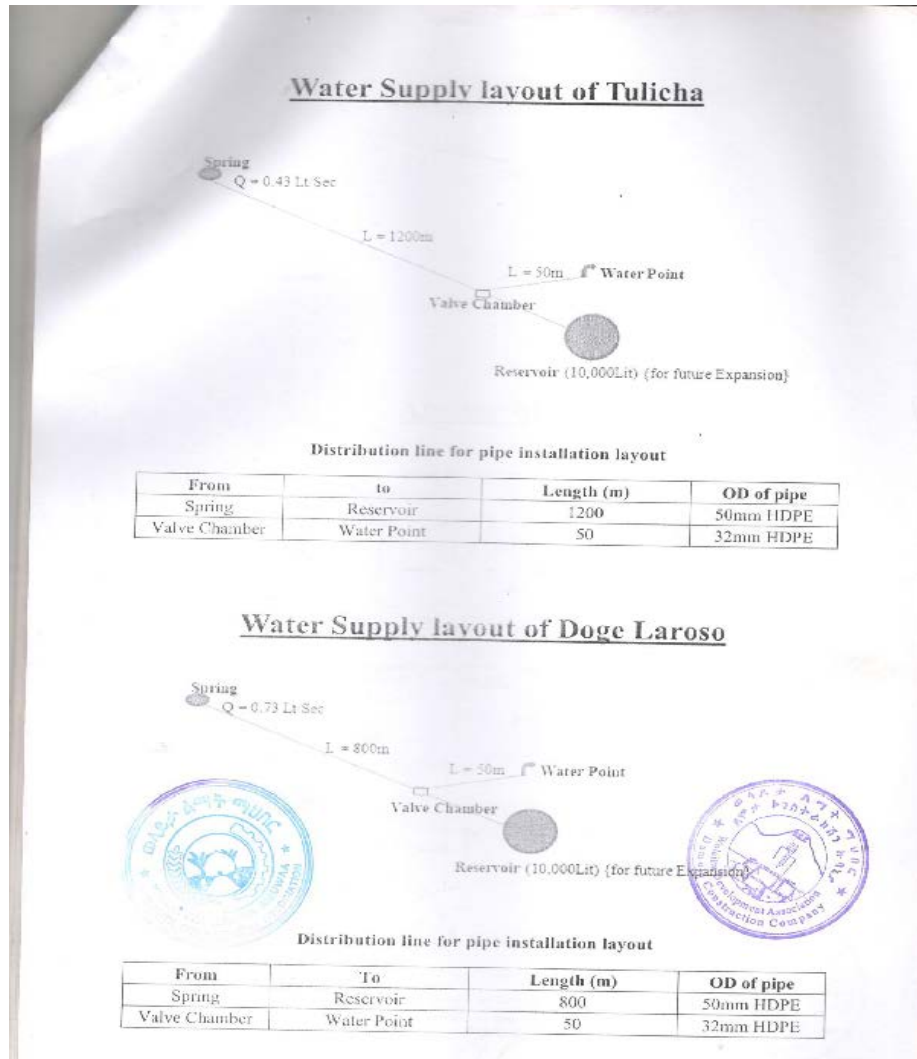 Water Supply layout of Tulicha
Spring
Q = 0.43 Lt Sec
L = 1200m
L = 50m
Water Point
Valve Chamber
Reservoir (10,000Lit) {for future Expansion}
Distribution line for pipe installation layout
From to Length (m) OD of pipe
Spring Reservoir 1200 50mm HDPE
Valve Chamber Water Point 50 32mm HDPE
Water Supply layout of Doge Laroso
Spring
Q = 0.73 Lt Sec
L = 800m
L = 50m
Water Point
Valve Chamber
Reservoir (10,000Lit) {for future Expansion}
Development Association
Construction Company
Distribution line for pipe installation layout
From To Length (m) OD of pipe
Spring Reservoir 800 50mm HDPE
Valve Chamber Water Point 50 32mm HDPE